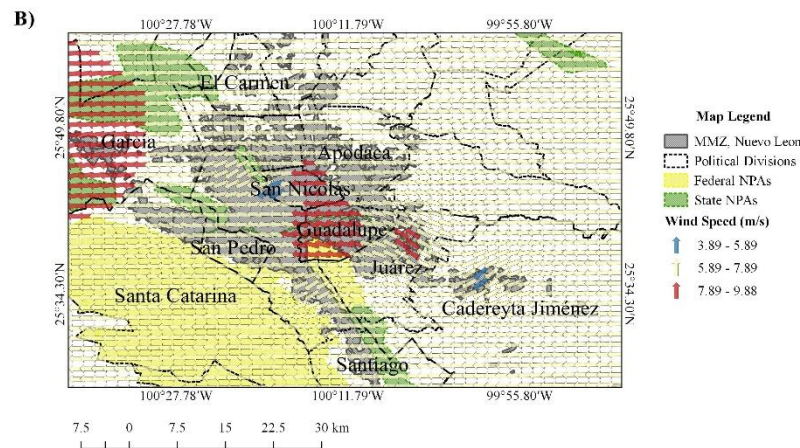 B)
100°27.78'W 100°11.79'W 99°55.80'W
25°49.80'N
25°34.30'N
El Carmen
García
Apodaca
San Nicolás
Guadalupe
San Pedro
Juárez
Santa Catarina
Cadereyta Jiménez
Santiago
25°49.80'N
25°34.30'N
100°27.78'W 100°11.79'W 99°55.80'W
7.5 0 7.5 15 22.5 30 km
Map Legend
MMZ, Nuevo Leon
Political Divisions
Federal NPAs
State NPAs
Wind Speed (m/s)
3.89 - 5.89
5.89 - 7.89
7.89 - 9.88